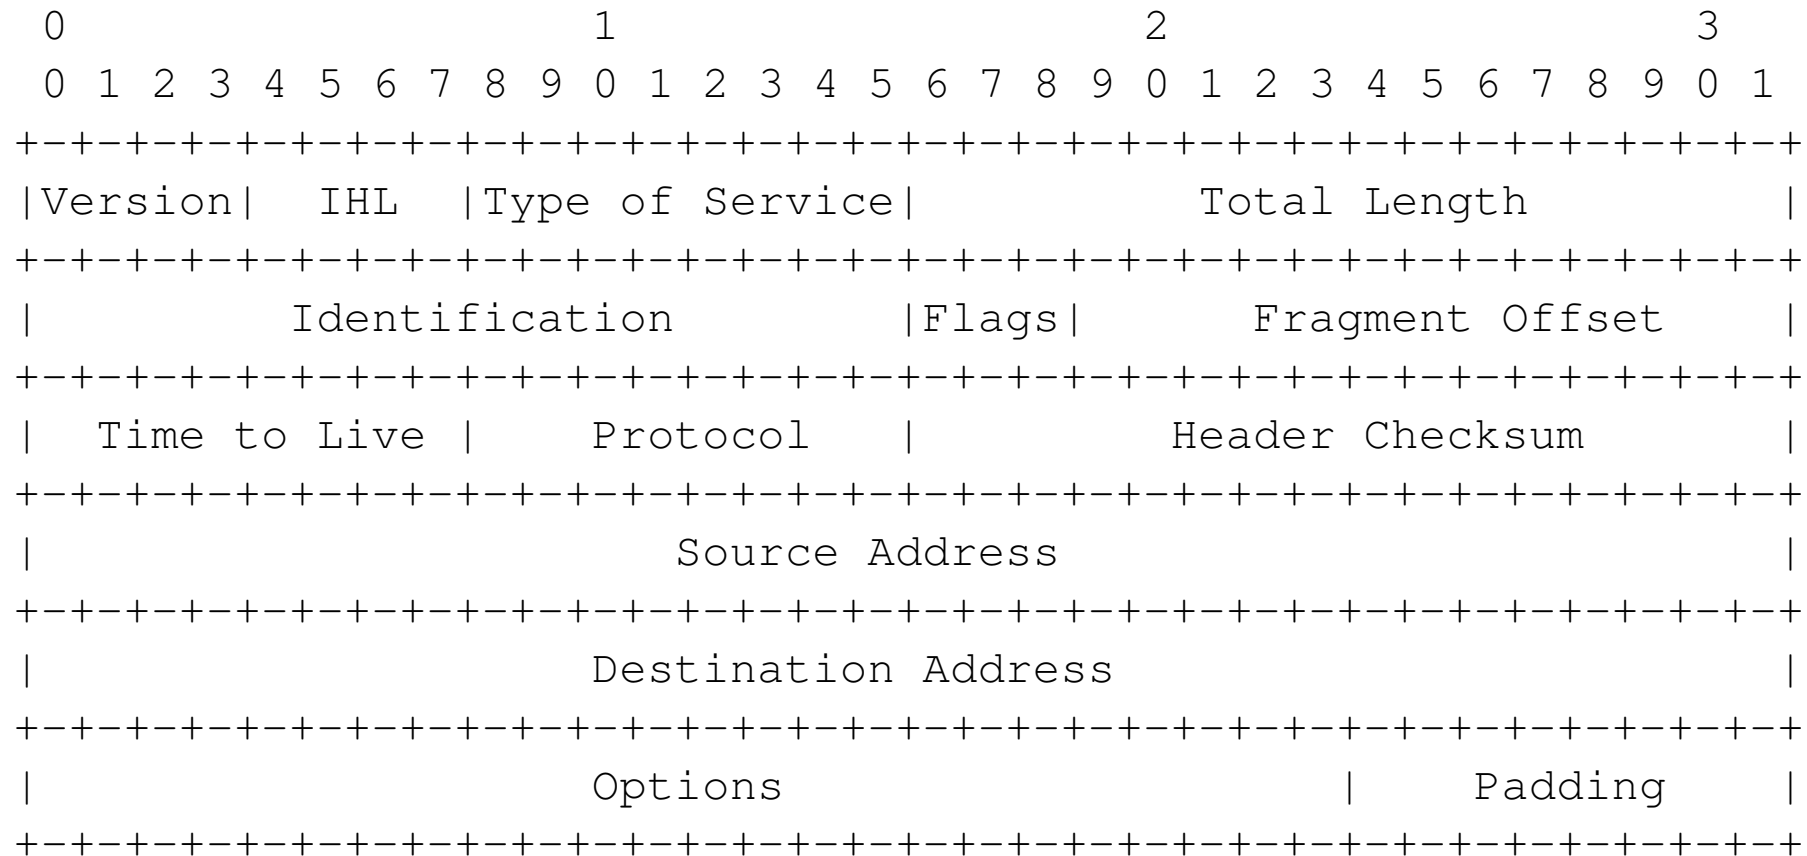 0                   1                   2                   3
 0 1 2 3 4 5 6 7 8 9 0 1 2 3 4 5 6 7 8 9 0 1 2 3 4 5 6 7 8 9 0 1
+-+-+-+-+-+-+-+-+-+-+-+-+-+-+-+-+-+-+-+-+-+-+-+-+-+-+-+-+-+-+-+-+
|Version|  IHL  |Type of Service|          Total Length         |
+-+-+-+-+-+-+-+-+-+-+-+-+-+-+-+-+-+-+-+-+-+-+-+-+-+-+-+-+-+-+-+-+
|         Identification        |Flags|      Fragment Offset    |
+-+-+-+-+-+-+-+-+-+-+-+-+-+-+-+-+-+-+-+-+-+-+-+-+-+-+-+-+-+-+-+-+
|  Time to Live |    Protocol   |         Header Checksum       |
+-+-+-+-+-+-+-+-+-+-+-+-+-+-+-+-+-+-+-+-+-+-+-+-+-+-+-+-+-+-+-+-+
|                       Source Address                          |
+-+-+-+-+-+-+-+-+-+-+-+-+-+-+-+-+-+-+-+-+-+-+-+-+-+-+-+-+-+-+-+-+
|                    Destination Address                        |
+-+-+-+-+-+-+-+-+-+-+-+-+-+-+-+-+-+-+-+-+-+-+-+-+-+-+-+-+-+-+-+-+
|                    Options                    |    Padding    |
+-+-+-+-+-+-+-+-+-+-+-+-+-+-+-+-+-+-+-+-+-+-+-+-+-+-+-+-+-+-+-+-+